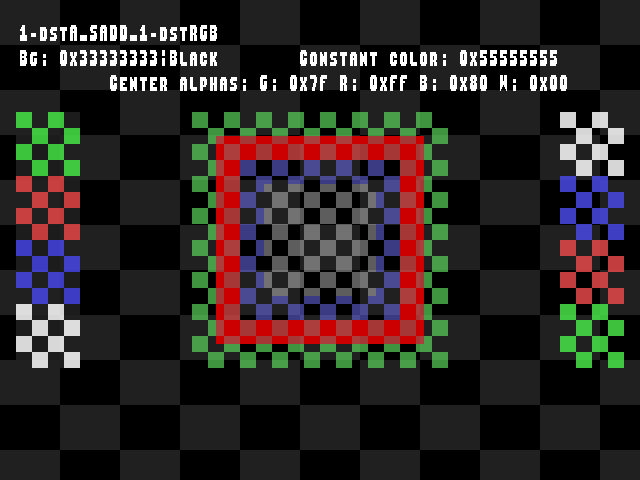 1-dstA_SADD_1-dstRGB
Bg: 0x33333333¦Black Constant color: 0x55555555
Center alphas: G: 0x7f R: 0xff B: 0x80 W: 0x00